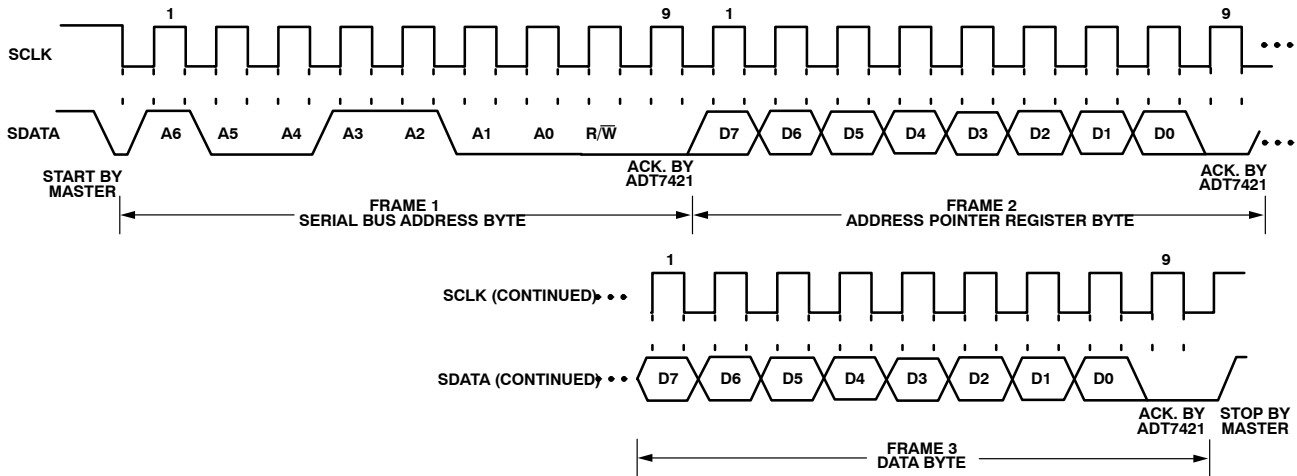 1 9 1 9
SCLK
SDATA A6 A5 A4 A3 A2 A1 A0 R/W̅ D7 D6 D5 D4 D3 D2 D1 D0
START BY
MASTER
ACK. BY
ADT7421
ACK. BY
ADT7421
FRAME 1
SERIAL BUS ADDRESS BYTE
FRAME 2
ADDRESS POINTER REGISTER BYTE
1 9
SCLK (CONTINUED)
SDATA (CONTINUED) D7 D6 D5 D4 D3 D2 D1 D0
ACK. BY
ADT7421
STOP BY
MASTER
FRAME 3
DATA BYTE